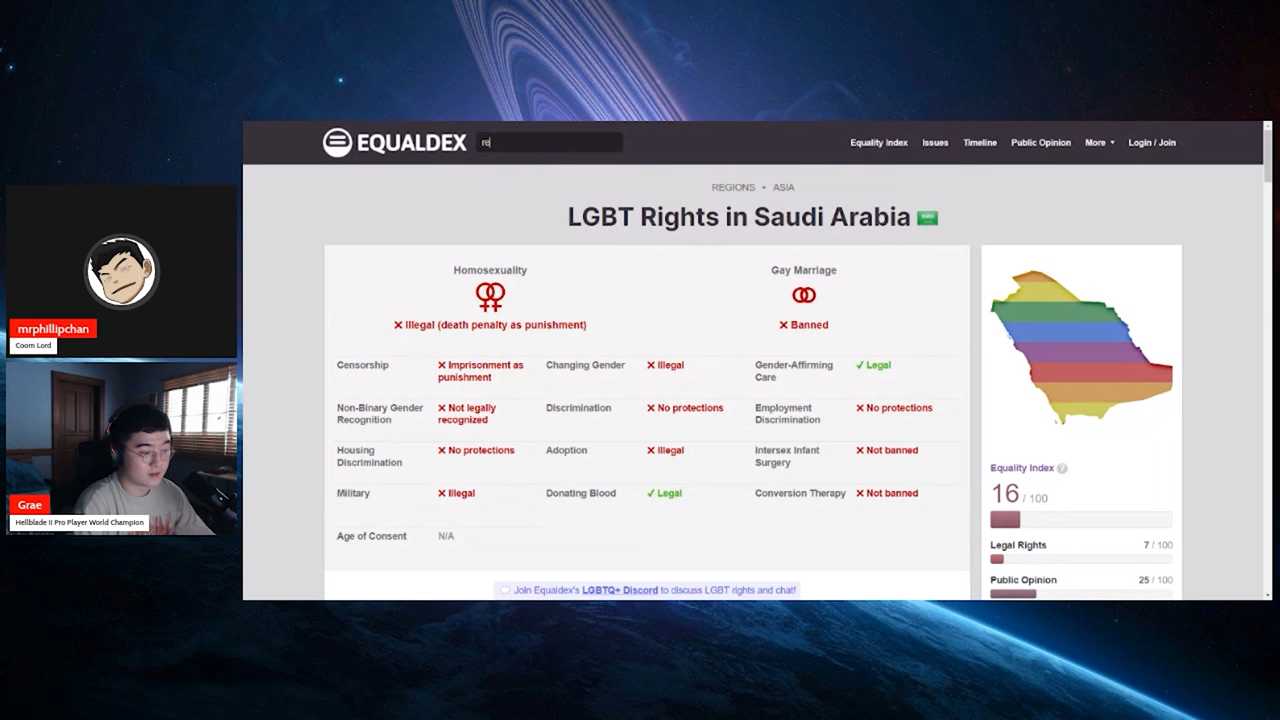 EQUALDEX
re
Equality Index
Issues
Timeline
Public Opinion
More
Login / Join
REGIONS • ASIA
LGBT Rights in Saudi Arabia
Homosexuality
Illegal (death penalty as punishment)
Gay Marriage
Banned
Censorship
Imprisonment as
punishment
Changing Gender
Illegal
Gender-Affirming
Care
Legal
Non-Binary Gender
Recognition
Not legally
recognized
Discrimination
No protections
Employment
Discrimination
No protections
Housing
Discrimination
No protections
Adoption
Illegal
Intersex Infant
Surgery
Not banned
Military
Illegal
Donating Blood
Legal
Conversion Therapy
Not banned
Age of Consent
N/A
Join Equaldex's LGBTQ+ Discord to discuss LGBT rights and chat!
Equality Index ?
16 / 100
Legal Rights
7 / 100
Public Opinion
25 / 100
mrphillipchan
Coom Lord
Grae
Hellblade II Pro Player World Champion